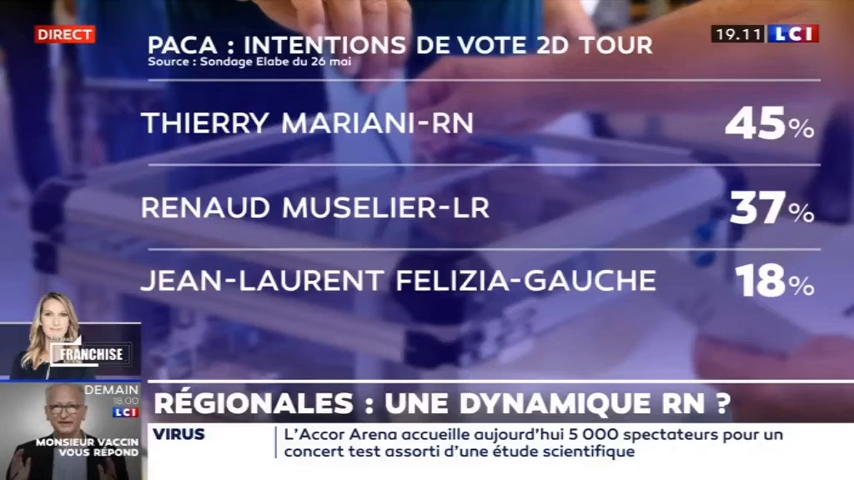 DIRECT
19.11 LCI
PACA : INTENTIONS DE VOTE 2D TOUR
Source : Sondage Elabe du 26 mai
THIERRY MARIANI-RN 45%
RENAUD MUSELIER-LR 37%
JEAN-LAURENT FELIZIA-GAUCHE 18%
FRANCHISE
DEMAIN
18.00
LCI
MONSIEUR VACCIN
VOUS RÉPOND
RÉGIONALES : UNE DYNAMIQUE RN ?
VIRUS
L'Accor Arena accueille aujourd'hui 5 000 spectateurs pour un
concert test assorti d'une étude scientifique